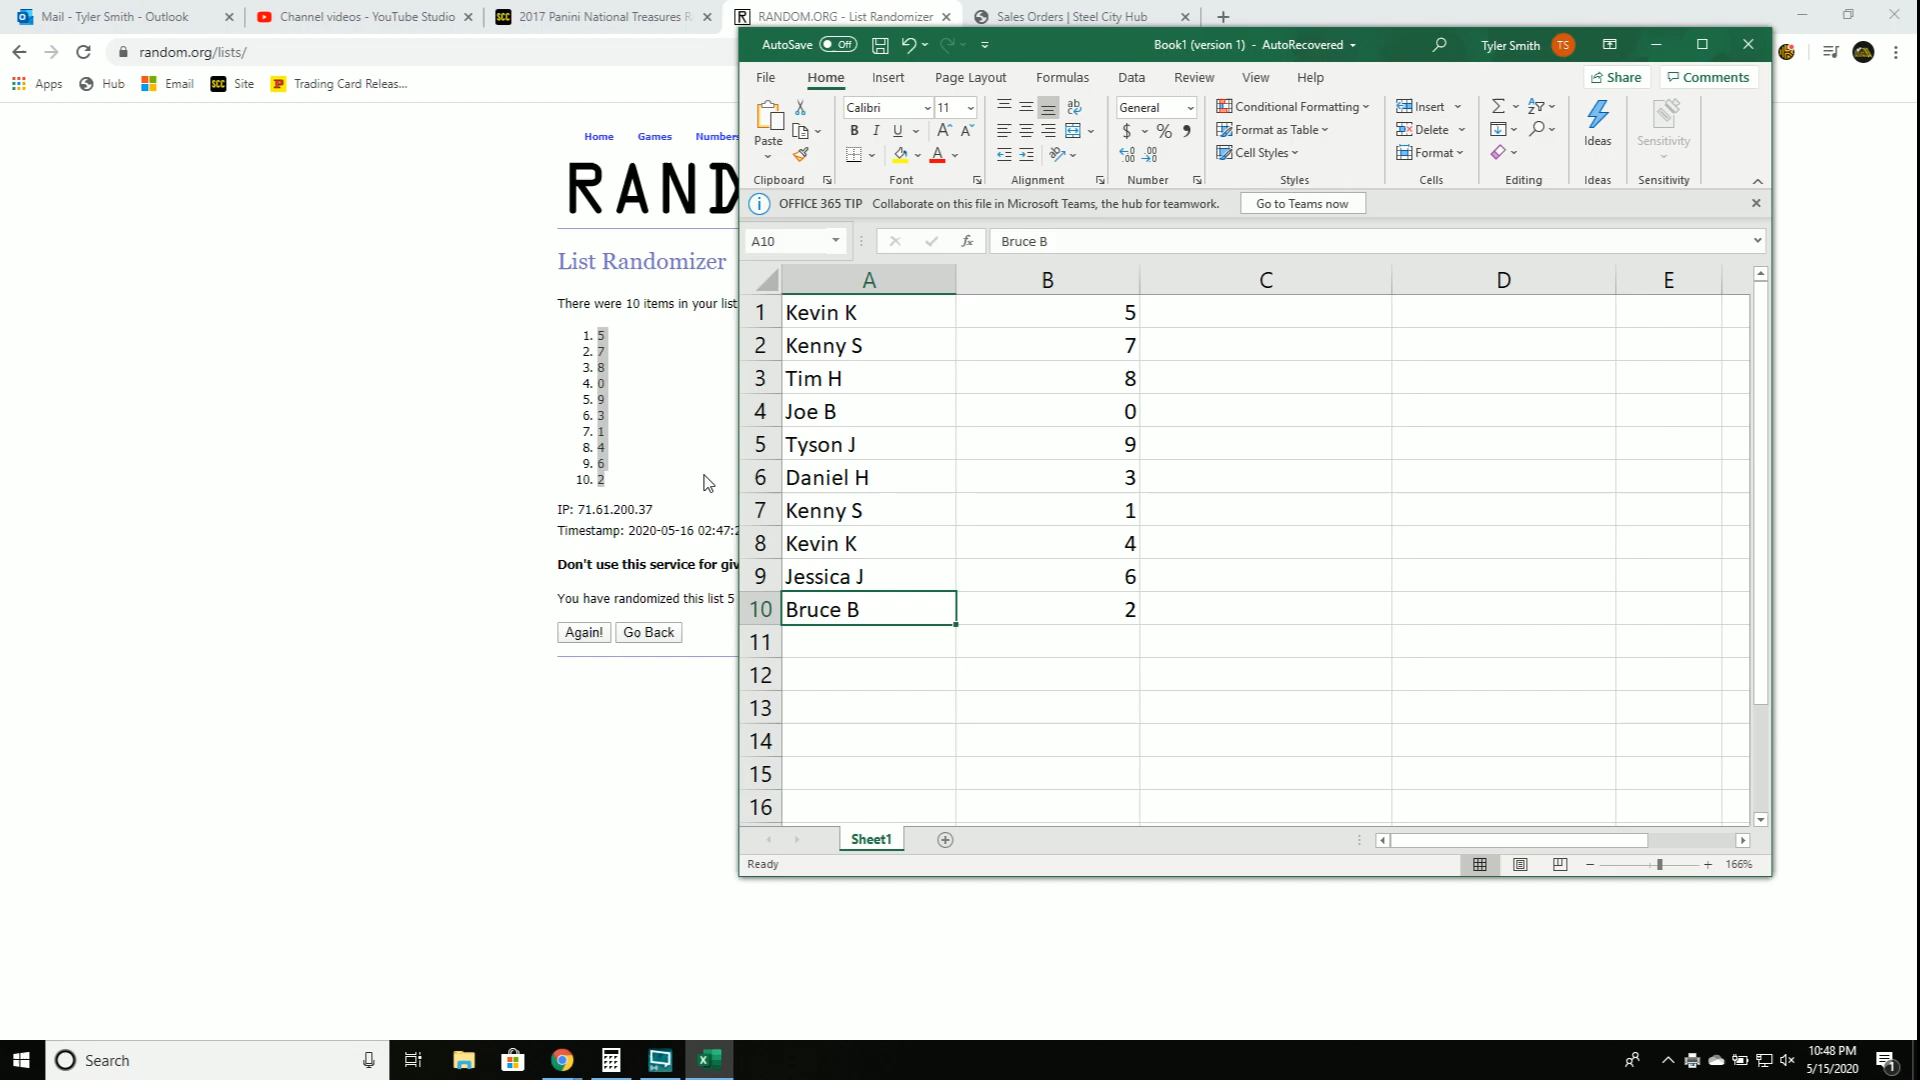 Mail - Tyler Smith - Outlook
Channel videos - YouTube Studio
SCC 2017 Panini National Treasures R
R RANDOM.ORG - List Randomizer
Sales Orders | Steel City Hub
random.org/lists/
Apps
Hub
Email
SCC Site
Trading Card Releas...
AutoSave Off
Book1 (version 1) - AutoRecovered
Tyler Smith TS
File Home Insert Page Layout Formulas Data Review View Help
Share Comments
Paste
Calibri 11
B I U
ab
General
$ % 9
Conditional Formatting
Format as Table
Cell Styles
Insert
Delete
Format
Ideas
Sensitivity
Clipboard Font Alignment Number Styles Cells Editing Ideas Sensitivity
OFFICE 365 TIP Collaborate on this file in Microsoft Teams, the hub for teamwork. Go to Teams now
A10 fx Bruce B
A B C D E
1 Kevin K 5
2 Kenny S 7
3 Tim H 8
4 Joe B 0
5 Tyson J 9
6 Daniel H 3
7 Kenny S 1
8 Kevin K 4
9 Jessica J 6
10 Bruce B 2
11
12
13
14
15
16
Sheet1
Ready
166%
Home Games Numbers
RAND
List Randomizer
There were 10 items in your list
1. 5
2. 7
3. 8
4. 0
5. 9
6. 3
7. 1
8. 4
9. 6
10. 2
IP: 71.61.200.37
Timestamp: 2020-05-16 02:47:2
Don't use this service for giv
You have randomized this list 5
Again! Go Back
Search
10:48 PM
5/15/2020
1